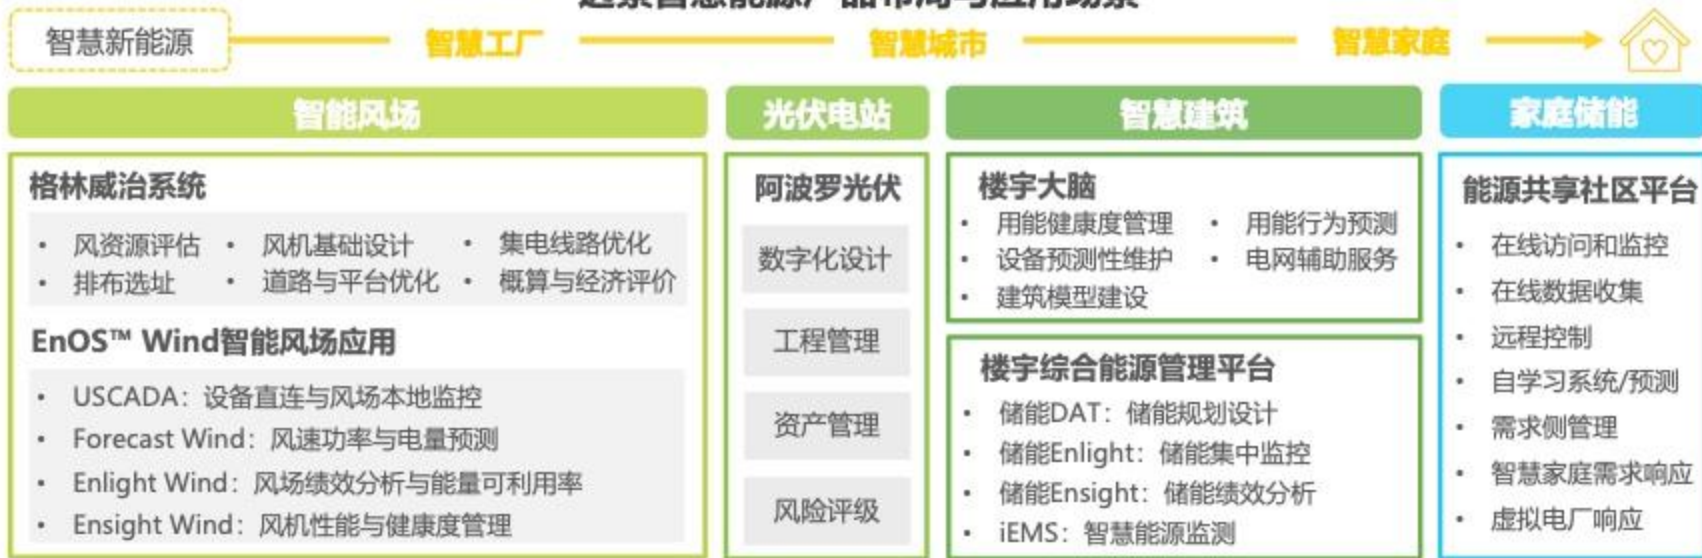 远景智慧能源产品布局与应用场景
智慧新能源
智慧工厂
智慧城市
智慧家庭
智能风场
光伏电站
智慧建筑
家庭储能
格林威治系统
• 风资源评估 • 风机基础设计 • 集电线路优化
• 排布选址 • 道路与平台优化 • 概算与经济评价
EnOS™ Wind智能风场应用
• USCADA：设备直连与风场本地监控
• Forecast Wind：风速功率与电量预测
• Enlight Wind：风场绩效分析与能量可利用率
• Ensight Wind：风机性能与健康度管理
阿波罗光伏
数字化设计
工程管理
资产管理
风险评级
楼宇大脑
• 用能健康度管理 • 用能行为预测
• 设备预测性维护 • 电网辅助服务
• 建筑模型建设
楼宇综合能源管理平台
• 储能DAT：储能规划设计
• 储能Enlight：储能集中监控
• 储能Ensight：储能绩效分析
• iEMS：智慧能源监测
能源共享社区平台
• 在线访问和监控
• 在线数据收集
• 远程控制
• 自学习系统/预测
• 需求侧管理
• 智慧家庭需求响应
• 虚拟电厂响应